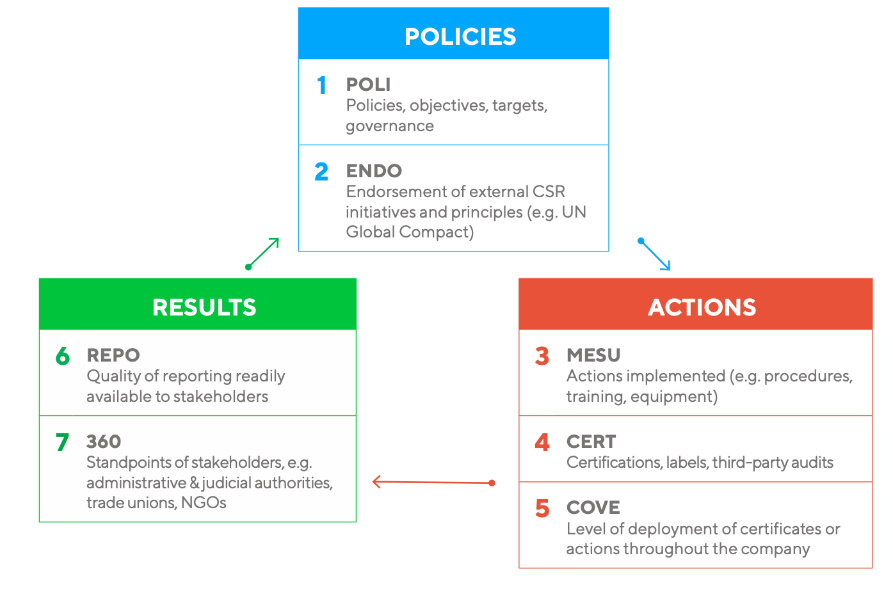 POLICIES
1 POLI
Policies, objectives, targets,
governance
2 ENDO
Endorsement of external CSR
initiatives and principles (e.g. UN
Global Compact)
RESULTS
6 REPO
Quality of reporting readily
available to stakeholders
7 360
Standpoints of stakeholders, e.g.
administrative & judicial authorities,
trade unions, NGOs
ACTIONS
3 MESU
Actions implemented (e.g. procedures,
training, equipment)
4 CERT
Certifications, labels, third-party audits
5 COVE
Level of deployment of certificates or
actions throughout the company